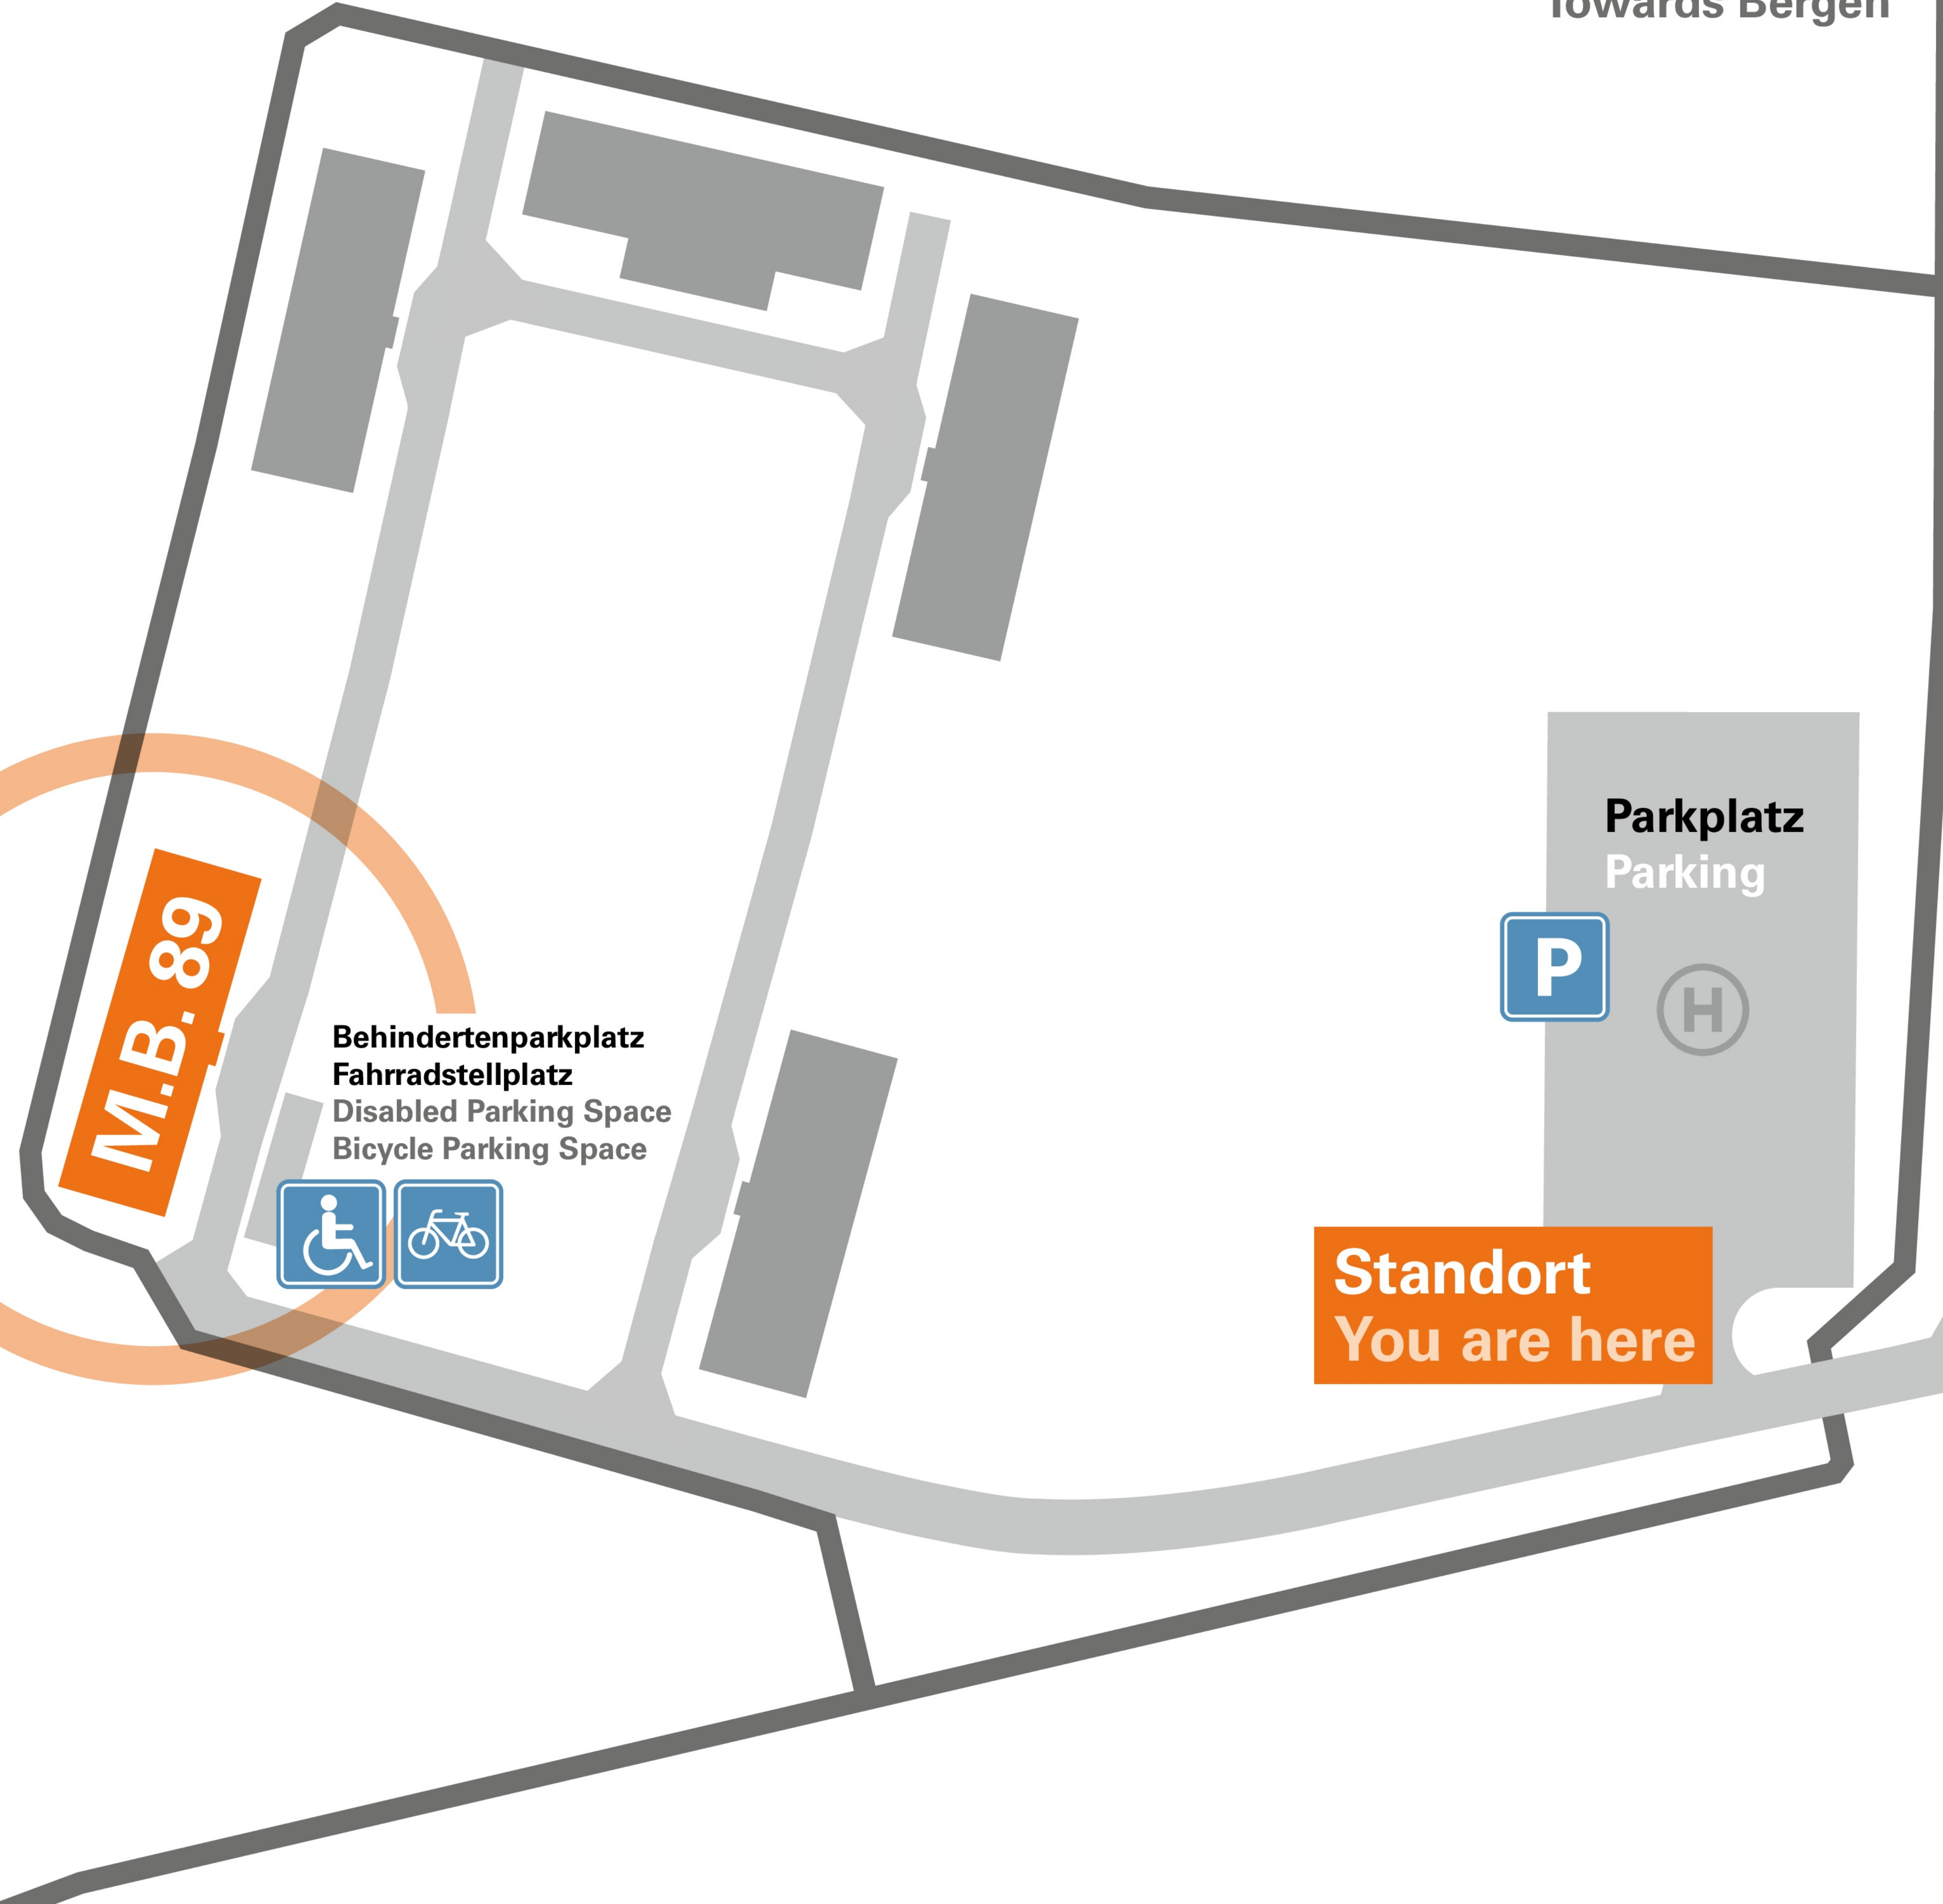 Towards Bergen
Parkplatz
Parking
P
H
M.B. 89
Behindertenparkplatz
Fahrradstellplatz
Disabled Parking Space
Bicycle Parking Space
Standort
You are here